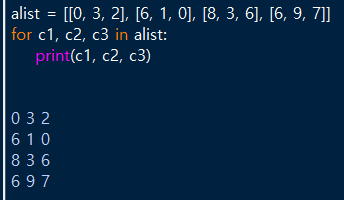 alist = [[0, 3, 2], [6, 1, 0], [8, 3, 6], [6, 9, 7]]
for c1, c2, c3 in alist:
    print(c1, c2, c3)
0 3 2
6 1 0
8 3 6
6 9 7